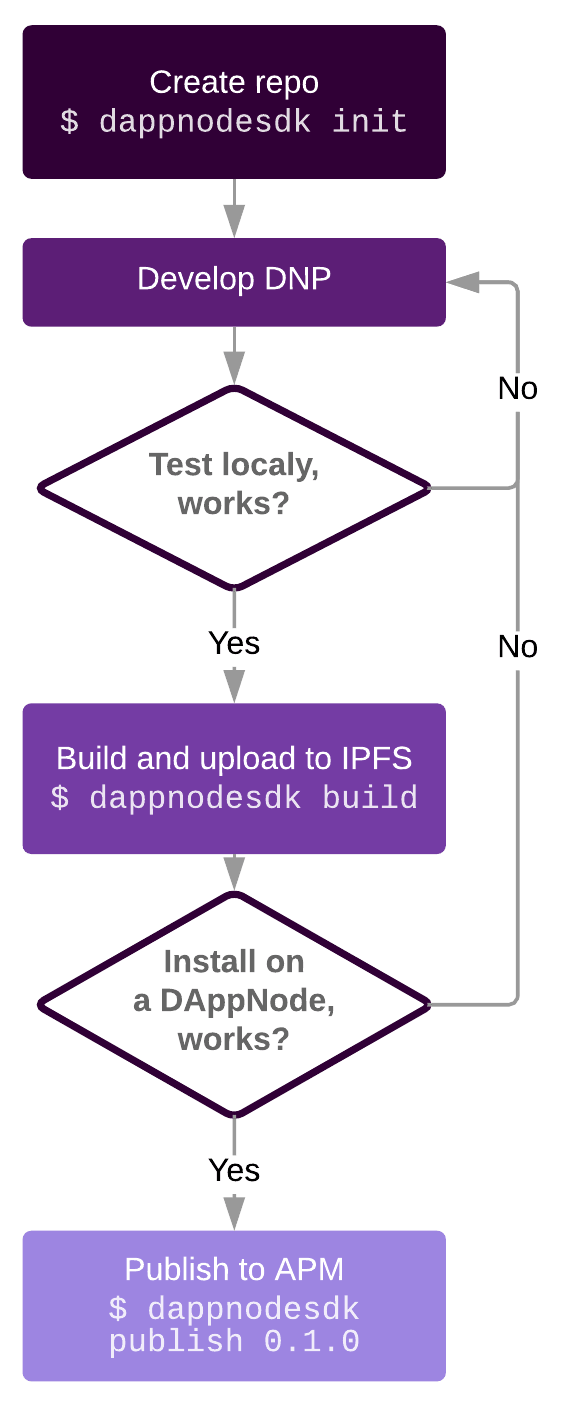 Create repo
$ dappnodesdk init
Develop DNP
No
Test localy,
works?
Yes
No
Build and upload to IPFS
$ dappnodesdk build
Install on
a DAppNode,
works?
Yes
Publish to APM
$ dappnodesdk
publish 0.1.0